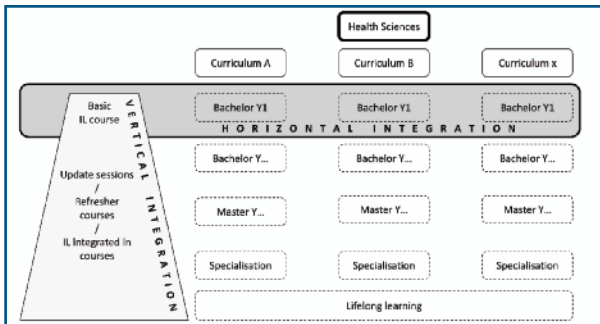 Health Sciences
Curriculum A
Curriculum B
Curriculum x
Basic
IL course
Bachelor Y1
Bachelor Y1
Bachelor Y1
HORIZONTAL INTEGRATION
VERTICAL INTEGRATION
Bachelor Y...
Bachelor Y...
Bachelor Y...
Update sessions
/
Refresher
courses
/
IL integrated in
courses
Master Y...
Master Y...
Master Y...
Specialisation
Specialisation
Specialisation
Lifelong learning